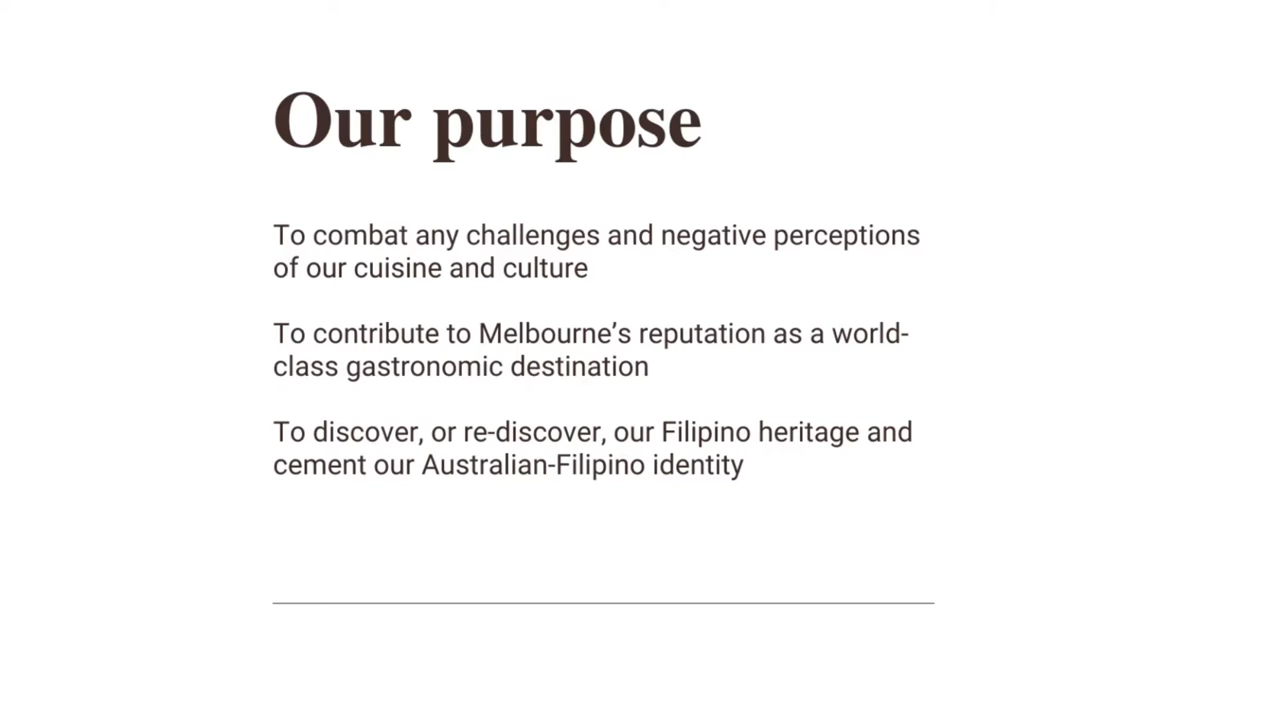 Our purpose
To combat any challenges and negative perceptions
of our cuisine and culture
To contribute to Melbourne’s reputation as a world-
class gastronomic destination
To discover, or re-discover, our Filipino heritage and
cement our Australian-Filipino identity